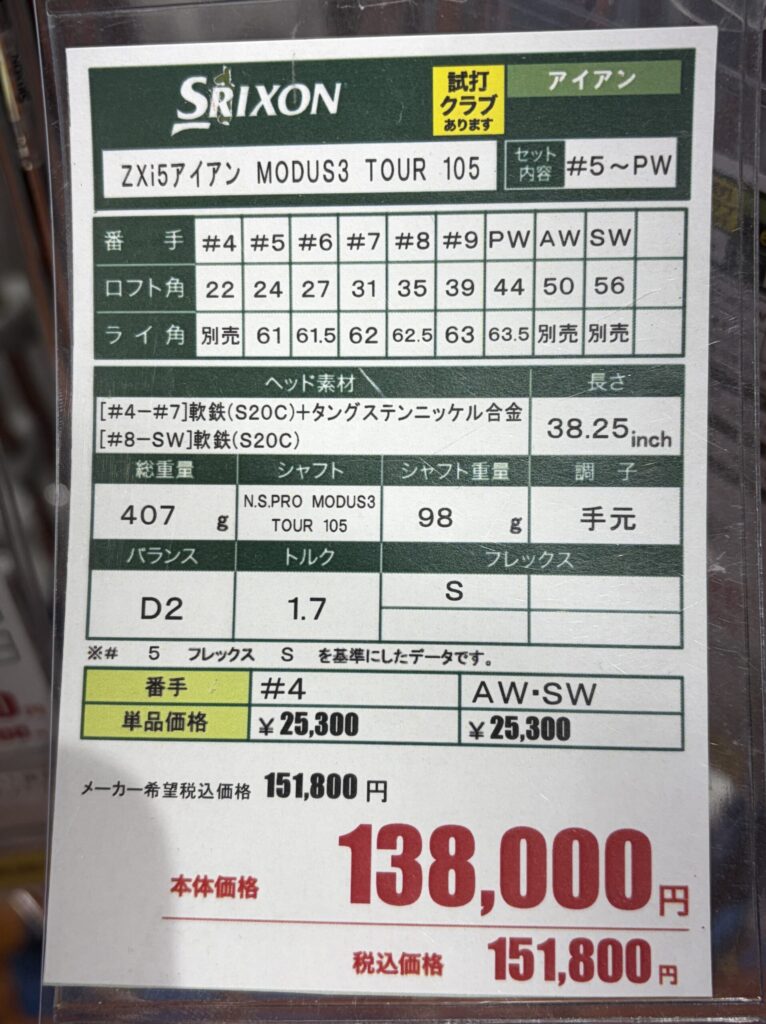 SRIXON
試打
クラブ
あります
アイアン
ZXi5アイアン MODUS3 TOUR 105
セット
内容
#5〜PW
番手 #4 #5 #6 #7 #8 #9 PW AW SW
ロフト角 22 24 27 31 35 39 44 50 56
ライ角 別売 61 61.5 62 62.5 63 63.5 別売 別売
ヘッド素材 長さ
[#4-#7]軟鉄(S20C)+タングステンニッケル合金
[#8-SW]軟鉄(S20C)
38.25inch
総重量 シャフト シャフト重量 調子
407 g
N.S.PRO MODUS3
TOUR 105
98 g
手元
バランス トルク フレックス
D2 1.7 S
※# 5 フレックス S を基準にしたデータです。
番手 #4 AW・SW
単品価格 ¥25,300 ¥25,300
メーカー希望税込価格 151,800 円
本体価格 138,000円
税込価格 151,800円